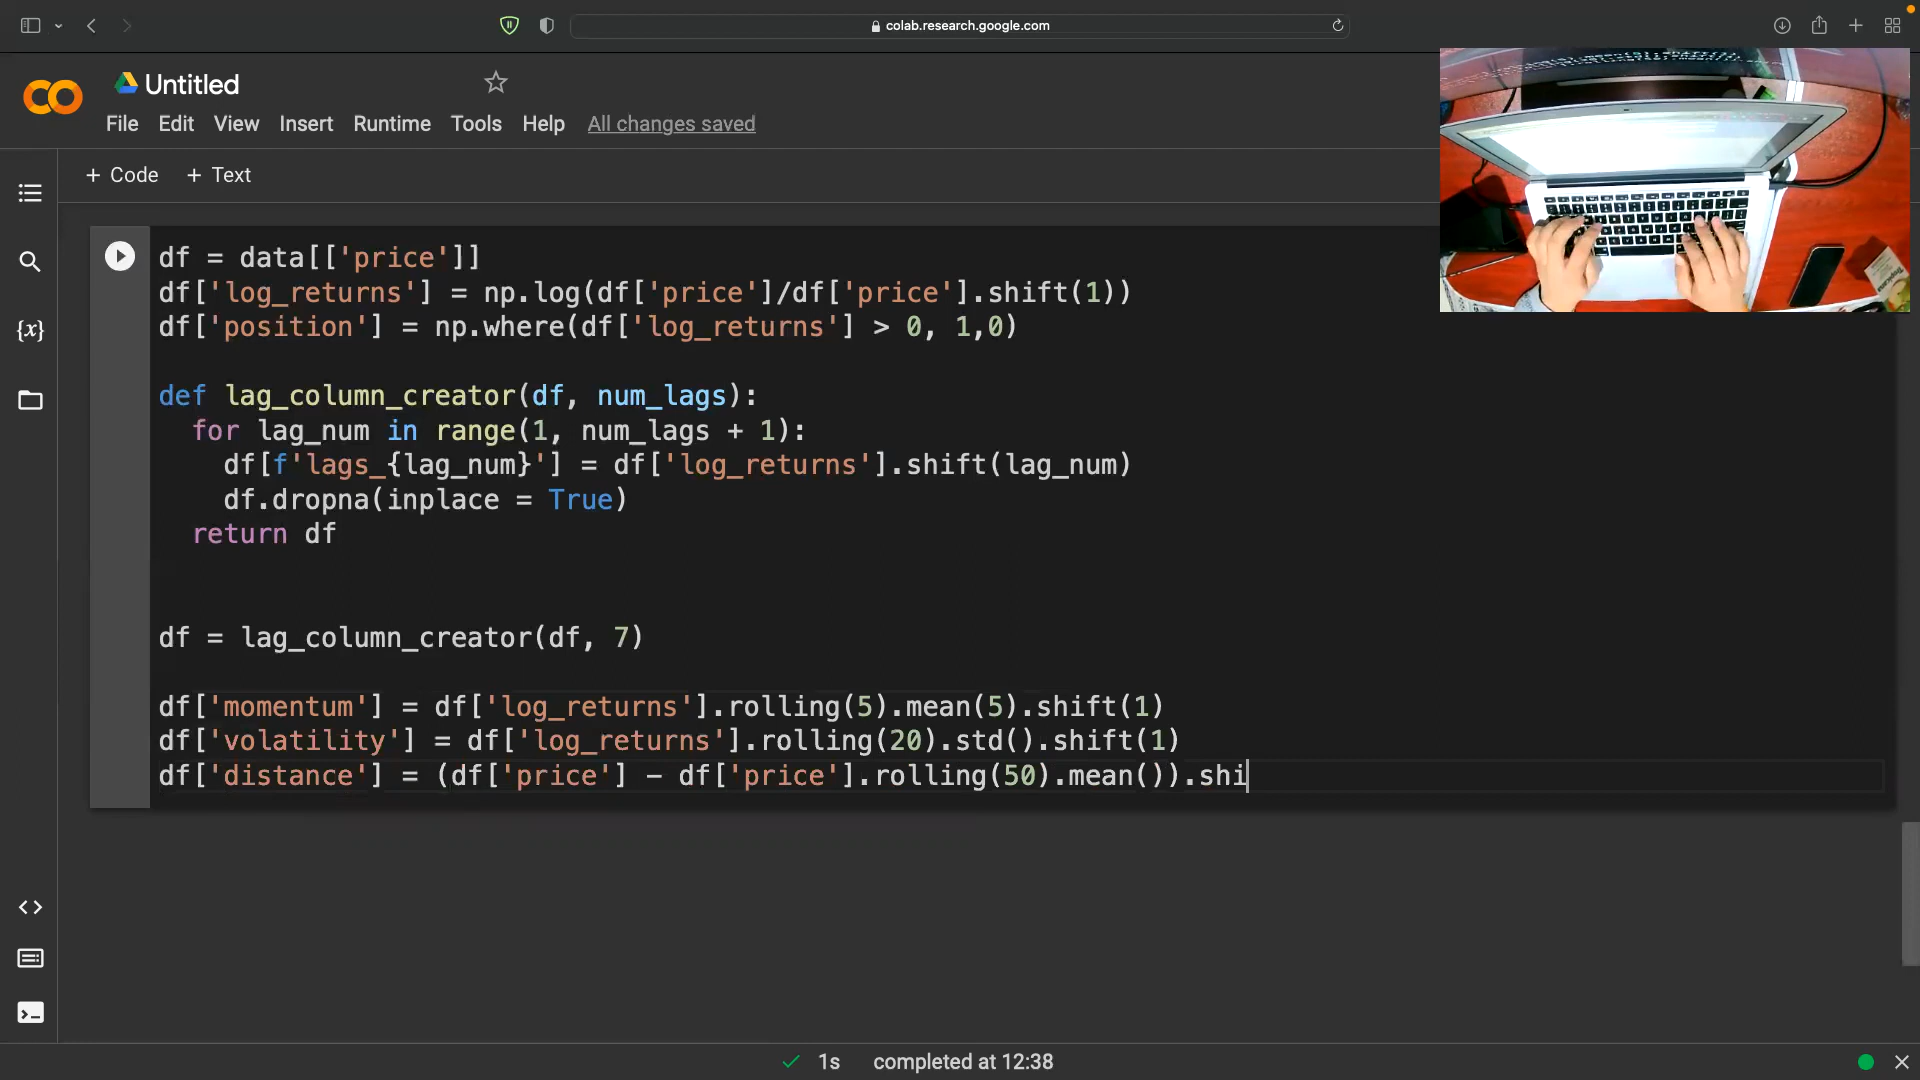 colab.research.google.com
Untitled
File Edit View Insert Runtime Tools Help All changes saved
+ Code + Text
{x}
df = data[['price']]
df['log_returns'] = np.log(df['price']/df['price'].shift(1))
df['position'] = np.where(df['log_returns'] > 0, 1,0)
def lag_column_creator(df, num_lags):
for lag_num in range(1, num_lags + 1):
df[f'lags_{lag_num}'] = df['log_returns'].shift(lag_num)
df.dropna(inplace = True)
return df
df = lag_column_creator(df, 7)
df['momentum'] = df['log_returns'].rolling(5).mean(5).shift(1)
df['volatility'] = df['log_returns'].rolling(20).std().shift(1)
df['distance'] = (df['price'] - df['price'].rolling(50).mean()).shi
1s completed at 12:38